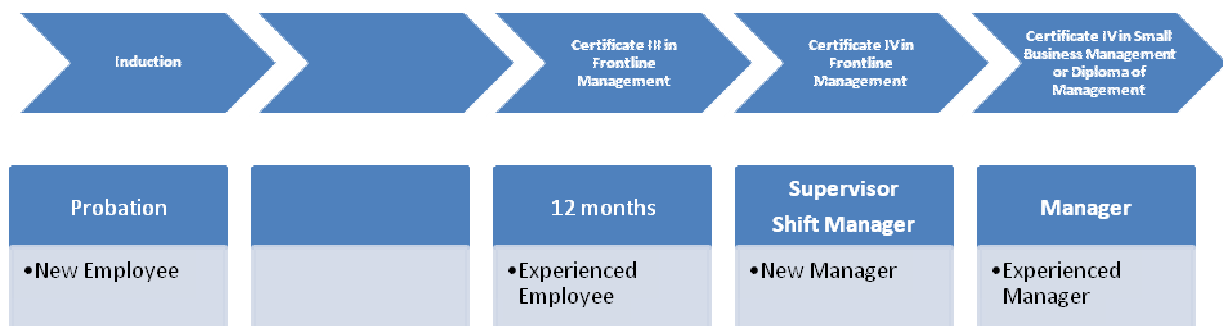 Induction
Certificate III in
Frontline
Management
Certificate IV in
Frontline
Management
Certificate IV in Small
Business Management
or Diploma of
Management
Probation
12 months
Supervisor
Shift Manager
Manager
•New Employee
•Experienced
Employee
•New Manager
•Experienced
Manager